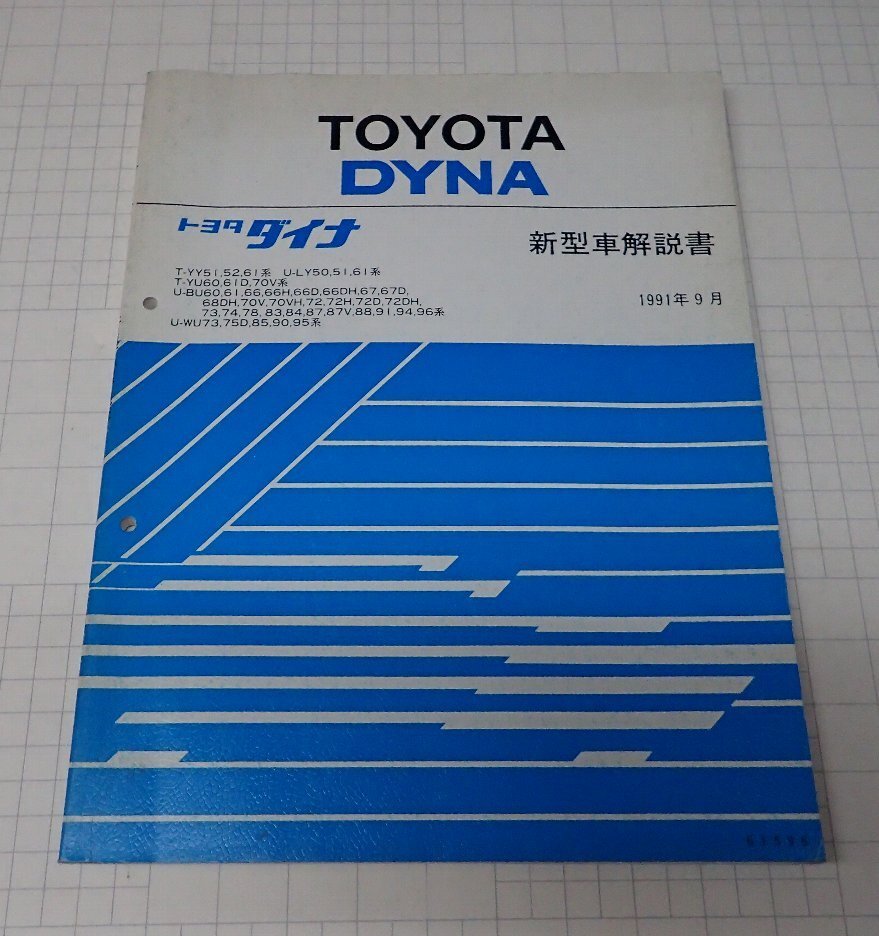 TOYOTA
DYNA
トヨタ ダイナ
新型車解説書
T-YY51,52,61系 U-LY50,51,61系
T-YU60,61D,70V系
U-BU60,61,66,66H,66D,66DH,67,67D,
68DH,70V,70VH,72,72H,72D,72DH,
73,74,78,83,84,87,87V,88,91,94,96系
U-WU73,75D,85,90,95系
1991年9月